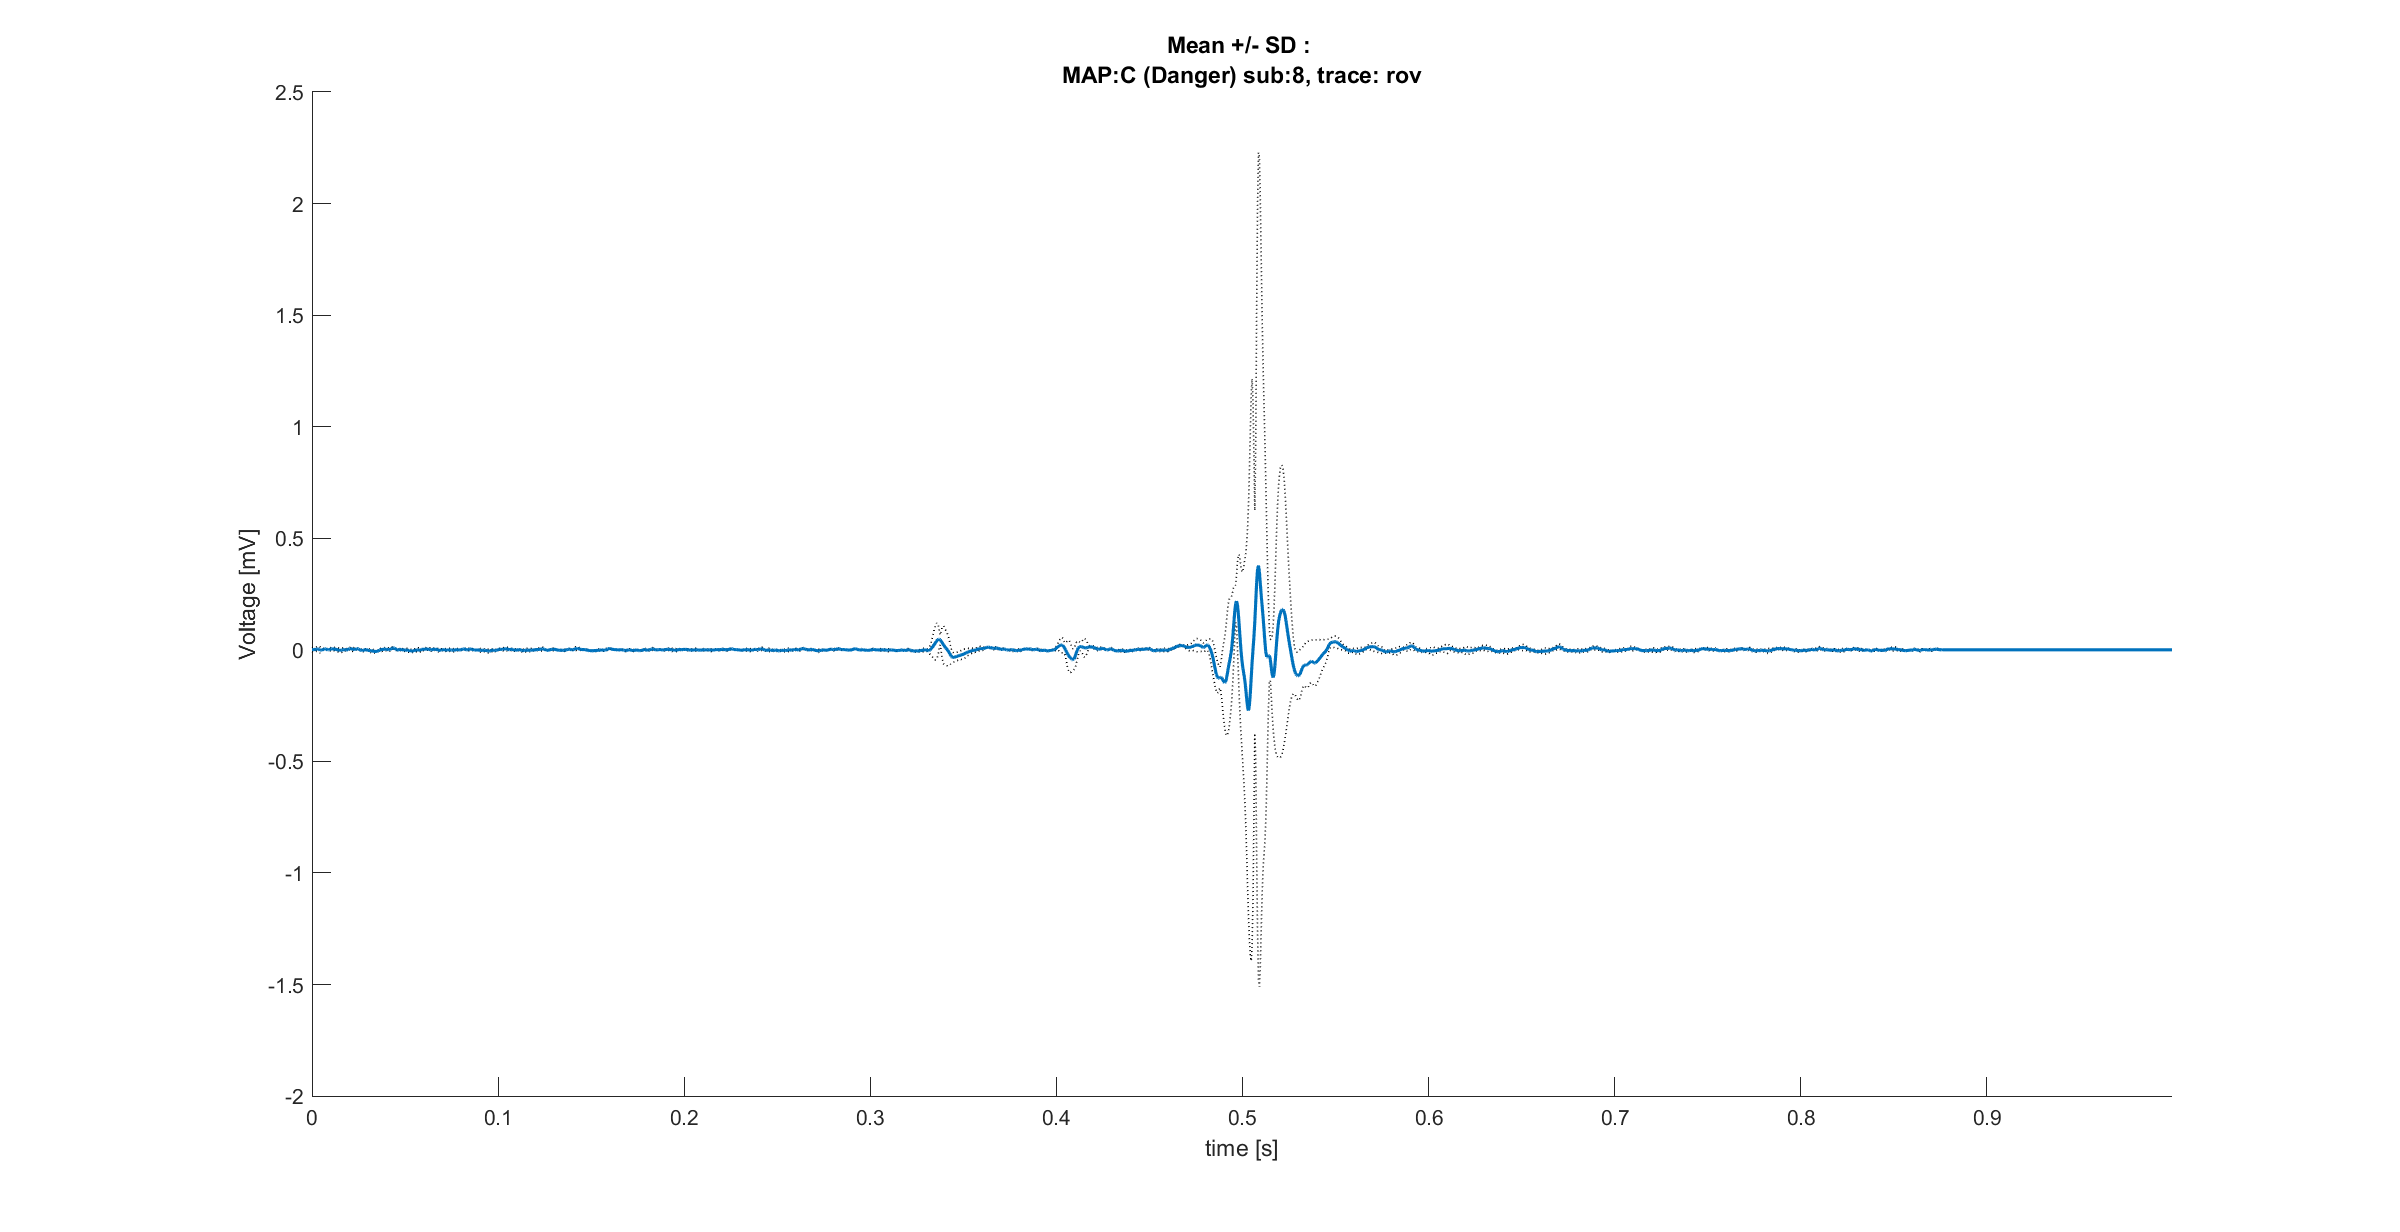 Mean +/- SD :
MAP:C (Danger) sub:8, trace: rov
2.5
2
1.5
1
0.5
0
-0.5
-1
-1.5
-2
Voltage [mV]
0 0.1 0.2 0.3 0.4 0.5 0.6 0.7 0.8 0.9
time [s]